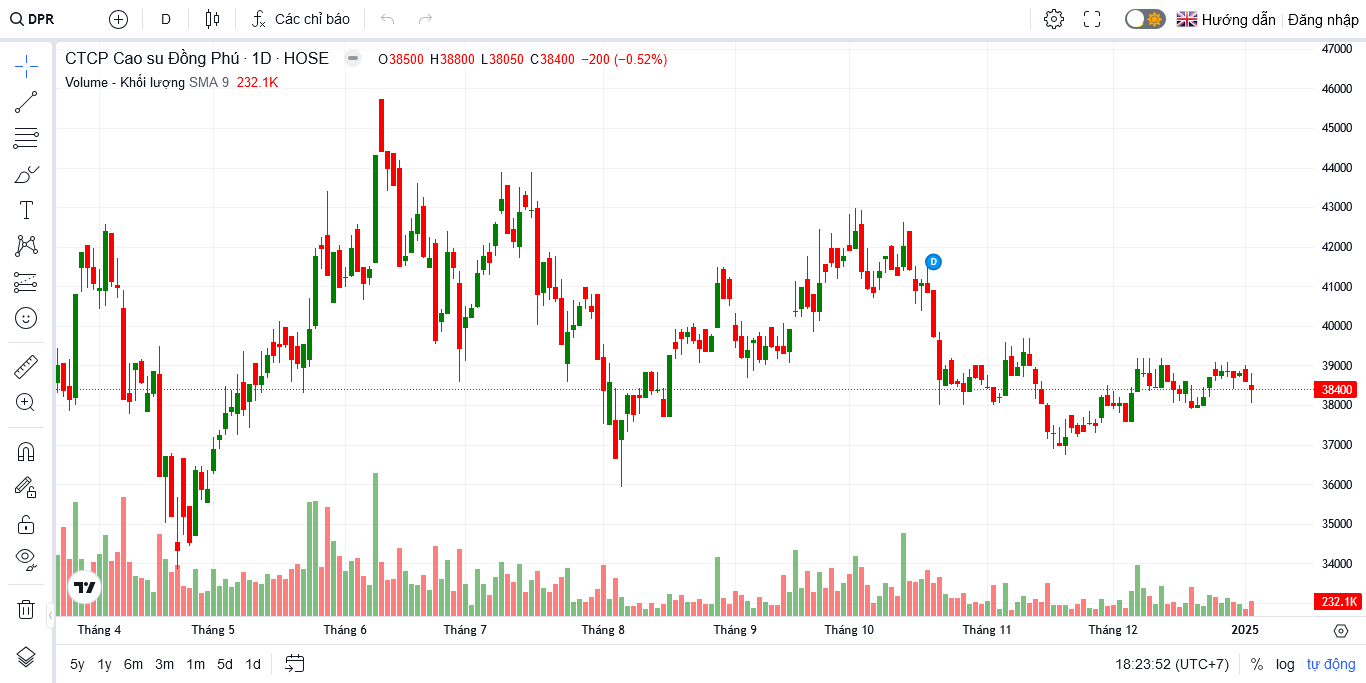 DPR D Các chỉ báo Hướng dẫn Đăng nhập
CTCP Cao su Đồng Phú · 1D · HOSE O38500 H38800 L38050 C38400 −200 (−0.52%)
Volume - Khối lượng SMA 9 232.1K
47000
46000
45000
44000
43000
42000
D
41000
40000
39000
38400
38000
37000
36000
35000
34000
232.1K
Tháng 4 Tháng 5 Tháng 6 Tháng 7 Tháng 8 Tháng 9 Tháng 10 Tháng 11 Tháng 12 2025
5y 1y 6m 3m 1m 5d 1d 18:23:52 (UTC+7) % log tự động